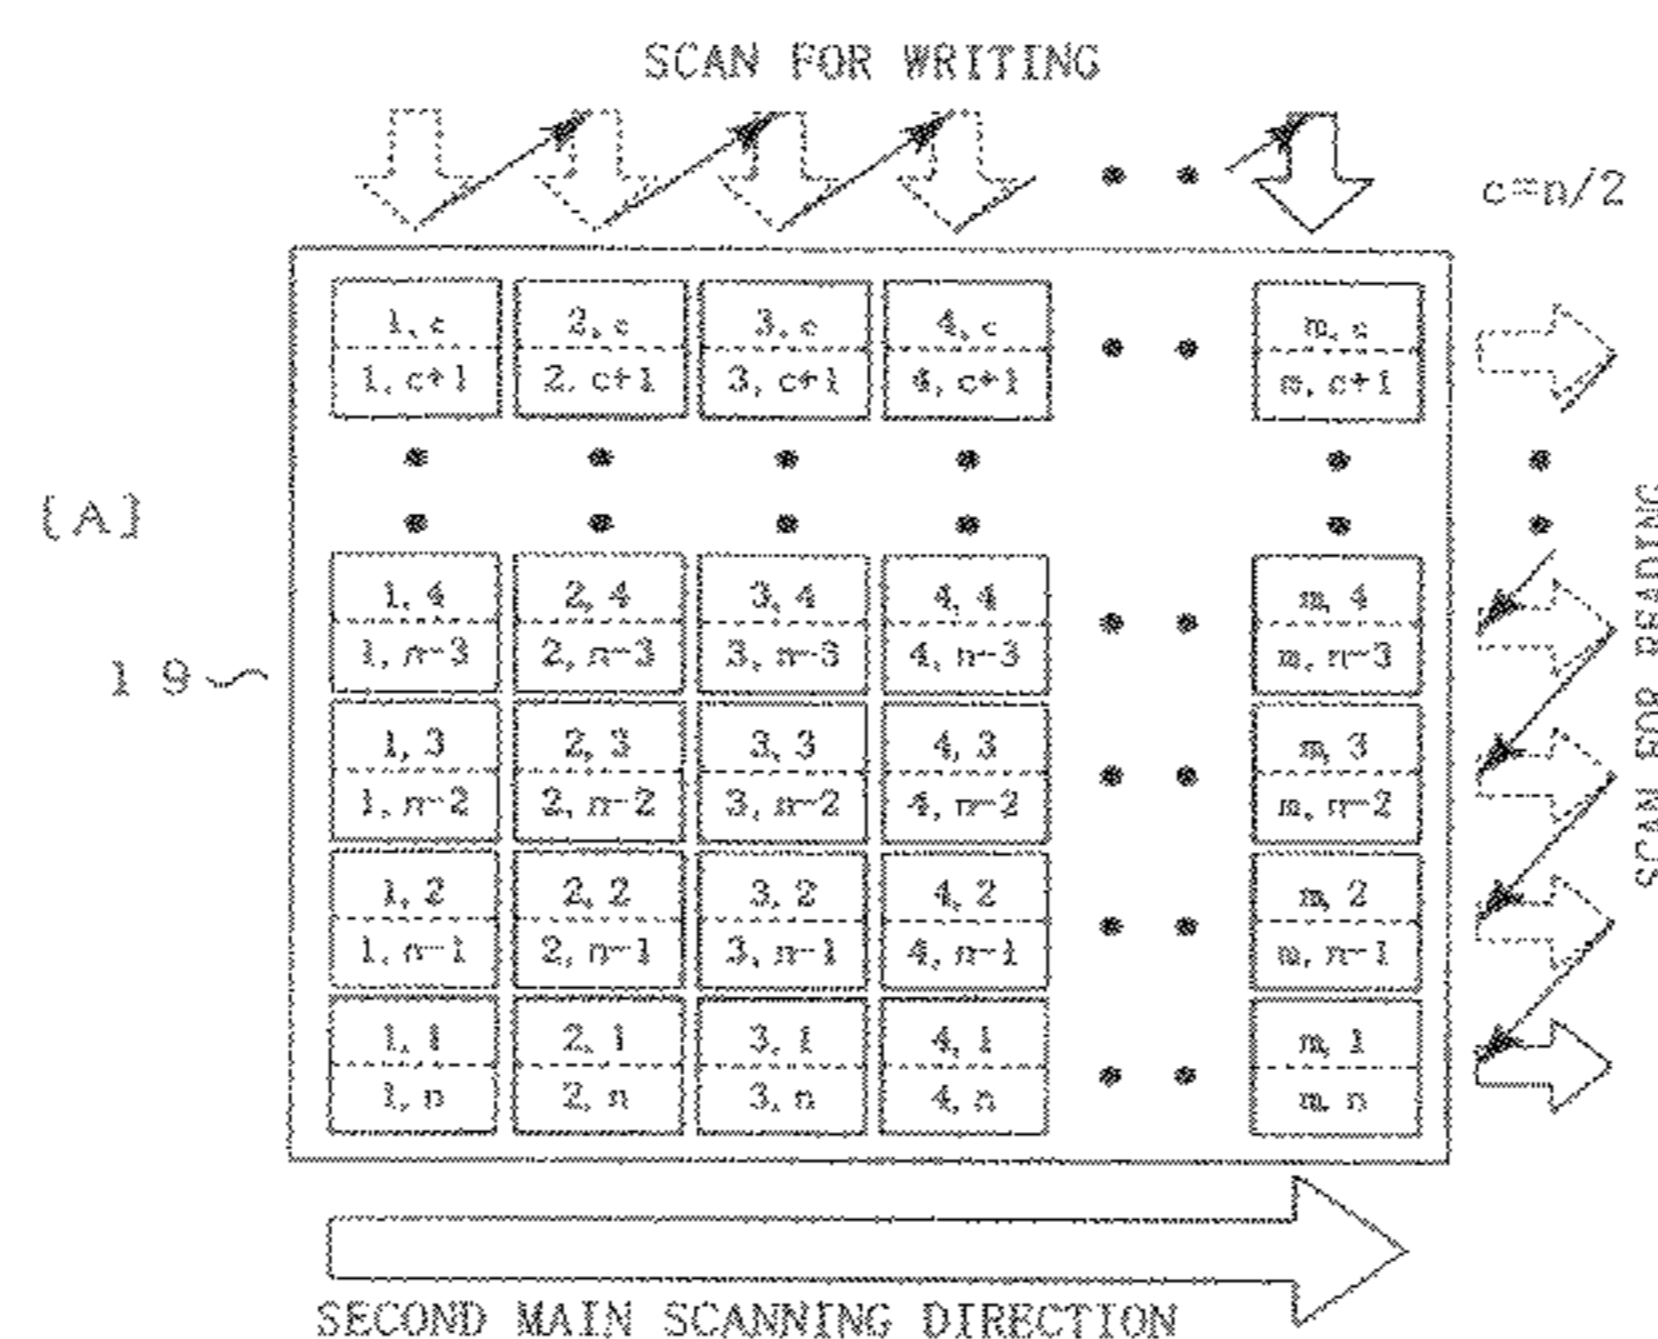 SCAN FOR WRITING
c=n/2
1, c 2, c 3, c 4, c m, c
1, c+1 2, c+1 3, c+1 4, c+1 m, c+1
[A]
1, 4 2, 4 3, 4 4, 4 m, 4
1, n-3 2, n-3 3, n-3 4, n-3 m, n-3
19
1, 3 2, 3 3, 3 4, 3 m, 3
1, n-2 2, n-2 3, n-2 4, n-2 m, n-2
1, 2 2, 2 3, 2 4, 2 m, 2
1, n-1 2, n-1 3, n-1 4, n-1 m, n-1
1, 1 2, 1 3, 1 4, 1 m, 1
1, n 2, n 3, n 4, n m, n
SCAN FOR READING
SECOND MAIN SCANNING DIRECTION